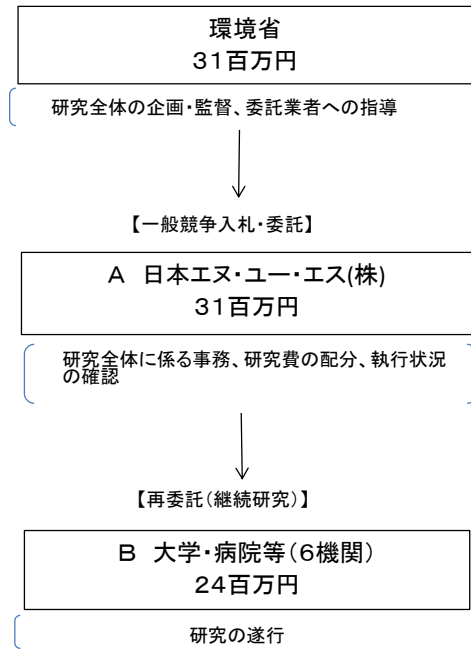 環境省
31百万円
研究全体の企画・監督、委託業者への指導
【一般競争入札・委託】
A 日本エヌ・ユー・エス(株)
31百万円
研究全体に係る事務、研究費の配分、執行状況
の確認
【再委託(継続研究)】
B 大学・病院等(6機関)
24百万円
研究の遂行